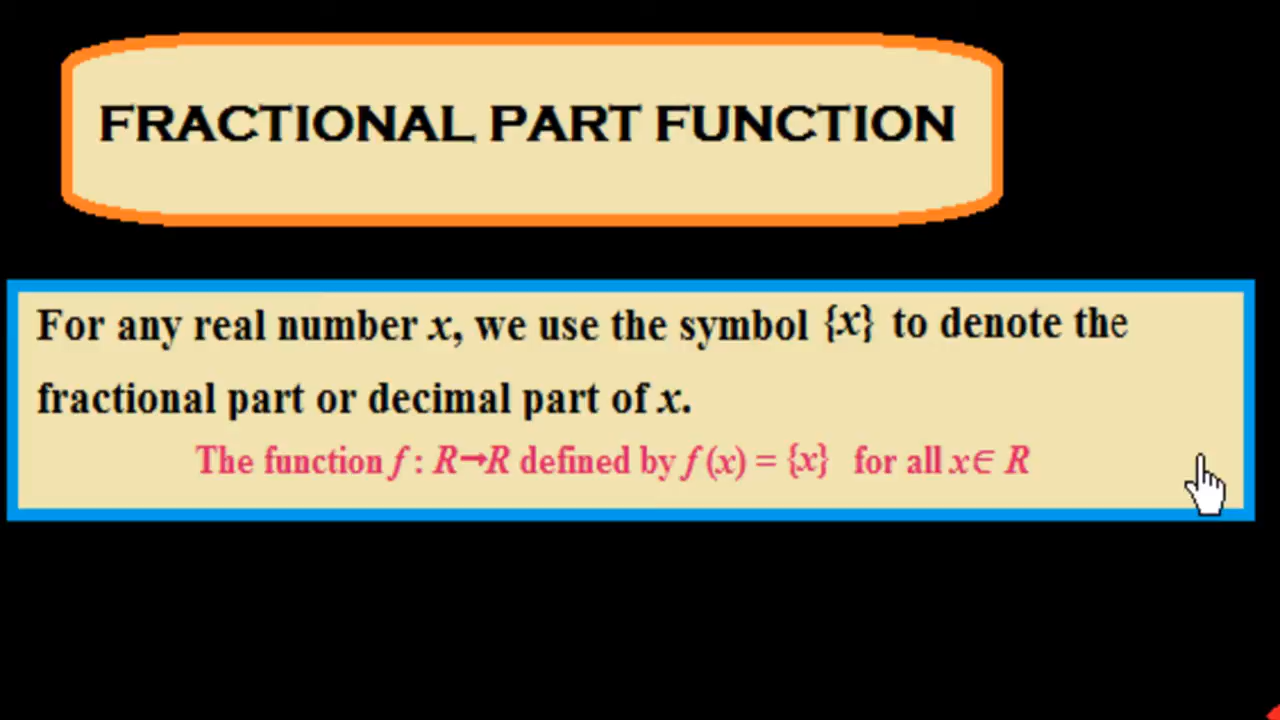 FRACTIONAL PART FUNCTION
For any real number x, we use the symbol {x} to denote the
fractional part or decimal part of x.
The function f : R→R defined by f (x) = {x} for all x∈ R